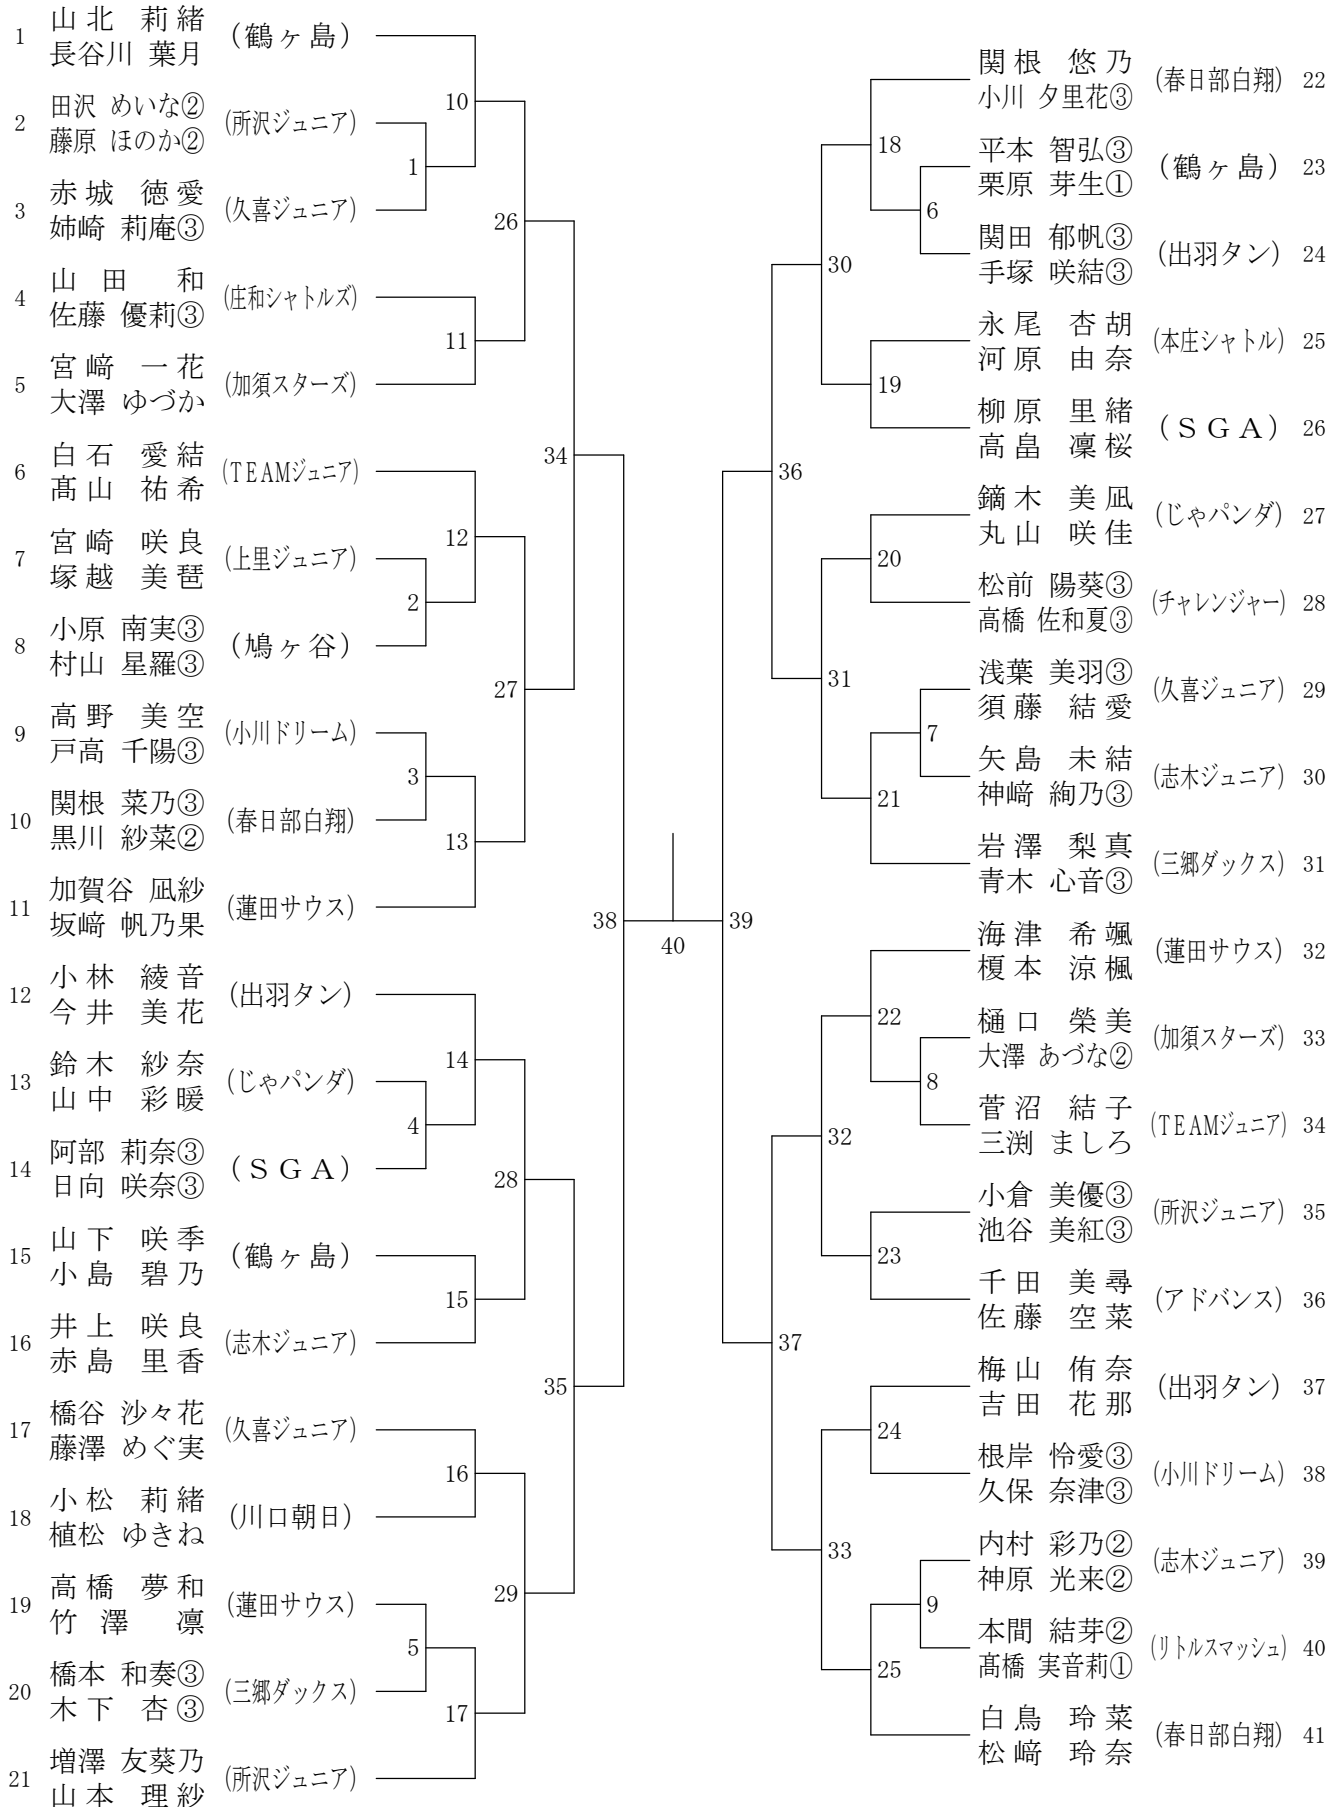 1 山北 莉緒 (鶴ヶ島)
長谷川 葉月
2 田沢 めいな② (所沢ジュニア)
藤原 ほのか②
3 赤城 徳愛 (久喜ジュニア)
姉崎 莉庵③
4 山田 和 (庄和シャトルズ)
佐藤 優莉③
5 宮﨑 一花 (加須スターズ)
大澤 ゆづか
6 白石 愛結 (TEAMジュニア)
髙山 祐希
7 宮崎 咲良 (上里ジュニア)
塚越 美琶
8 小原 南実③ (鳩ヶ谷)
村山 星羅③
9 高野 美空 (小川ドリーム)
戸高 千陽③
10 関根 菜乃③ (春日部白翔)
黒川 紗菜②
11 加賀谷 凪紗 (蓮田サウス)
坂﨑 帆乃果
12 小林 綾音 (出羽タン)
今井 美花
13 鈴木 紗奈 (じゃパンダ)
山中 彩暖
14 阿部 莉奈③ (SGA)
日向 咲奈③
15 山下 咲季 (鶴ヶ島)
小島 碧乃
16 井上 咲良 (志木ジュニア)
赤島 里香
17 橋谷 沙々花 (久喜ジュニア)
藤澤 めぐ実
18 小松 莉緒 (川口朝日)
植松 ゆきね
19 高橋 夢和 (蓮田サウス)
竹澤 凛
20 橋本 和奏③ (三郷ダックス)
木下 杏③
21 増澤 友葵乃 (所沢ジュニア)
山本 理紗
10
1
26
11
34
12
2
27
3
13
38
14
4
28
15
35
16
29
5
17
40
39
18
6
30
19
36
20
31
7
21
22
8
32
23
37
24
33
9
25
関根 悠乃 (春日部白翔) 22
小川 夕里花③
平本 智弘③ (鶴ヶ島) 23
栗原 芽生①
関田 郁帆③ (出羽タン) 24
手塚 咲結③
永尾 杏胡 (本庄シャトル) 25
河原 由奈
柳原 里緒 (SGA) 26
高畠 凜桜
鏑木 美凪 (じゃパンダ) 27
丸山 咲佳
松前 陽葵③ (チャレンジャー) 28
高橋 佐和夏③
浅葉 美羽③ (久喜ジュニア) 29
須藤 結愛
矢島 未結 (志木ジュニア) 30
神﨑 絢乃③
岩澤 梨真 (三郷ダックス) 31
青木 心音③
海津 希颯 (蓮田サウス) 32
榎本 涼楓
樋口 榮美 (加須スターズ) 33
大澤 あづな②
菅沼 結子 (TEAMジュニア) 34
三渕 ましろ
小倉 美優③ (所沢ジュニア) 35
池谷 美紅③
千田 美尋 (アドバンス) 36
佐藤 空菜
梅山 侑奈 (出羽タン) 37
吉田 花那
根岸 怜愛③ (小川ドリーム) 38
久保 奈津③
内村 彩乃② (志木ジュニア) 39
神原 光来②
本間 結芽② (リトルスマッシュ) 40
髙橋 実音莉①
白鳥 玲菜 (春日部白翔) 41
松﨑 玲奈